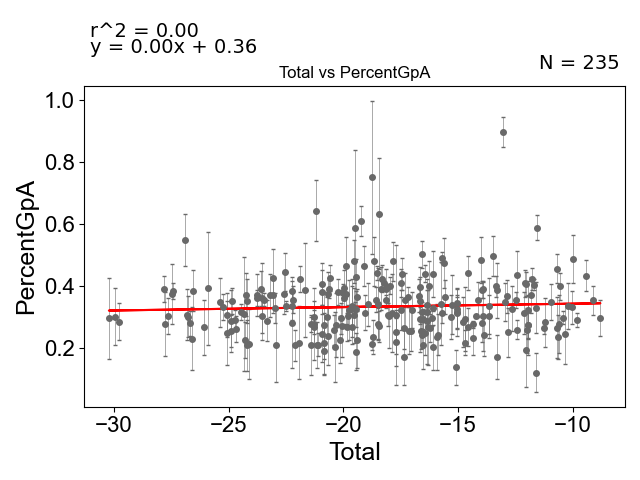 r^2 = 0.00
y = 0.00x + 0.36
N = 235
Total vs PercentGpA
PercentGpA
1.0
0.8
0.6
0.4
0.2
−30
−25
−20
−15
−10
Total